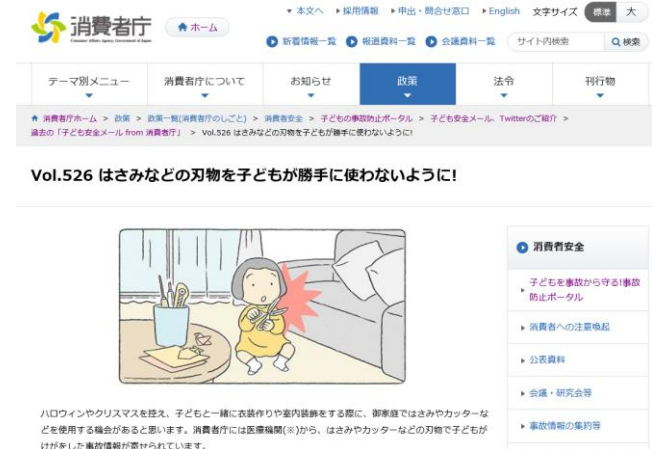 本文へ 採用情報 申出・問合せ窓口 English 文字サイズ 標準 大
消費者庁 ホーム
新着情報一覧 報道資料一覧 会議資料一覧 サイト内検索 検索
テーマ別メニュー 消費者庁について お知らせ 政策 法令 刊行物
消費者庁ホーム > 政策 > 政策一覧(消費者庁のしごと) > 消費者安全 > 子どもの事故防止ポータル > 子ども安全メール、Twitterのご紹介 >
過去の「子ども安全メール from 消費者庁」 > Vol.526 はさみなどの刃物を子どもが勝手に使わないように!
Vol.526 はさみなどの刃物を子どもが勝手に使わないように!
消費者安全
子どもを事故から守る!事故
防止ポータル
消費者への注意喚起
公表資料
会議・研究会等
事故情報の集約等
ハロウィンやクリスマスを控え、子どもと一緒に衣装作りや室内装飾をする際に、御家庭ではさみやカッターな
どを使用する機会があると思います。消費者庁には医療機関(※)から、はさみやカッターなどの刃物で子どもが
けがをした事故情報が寄せられています。